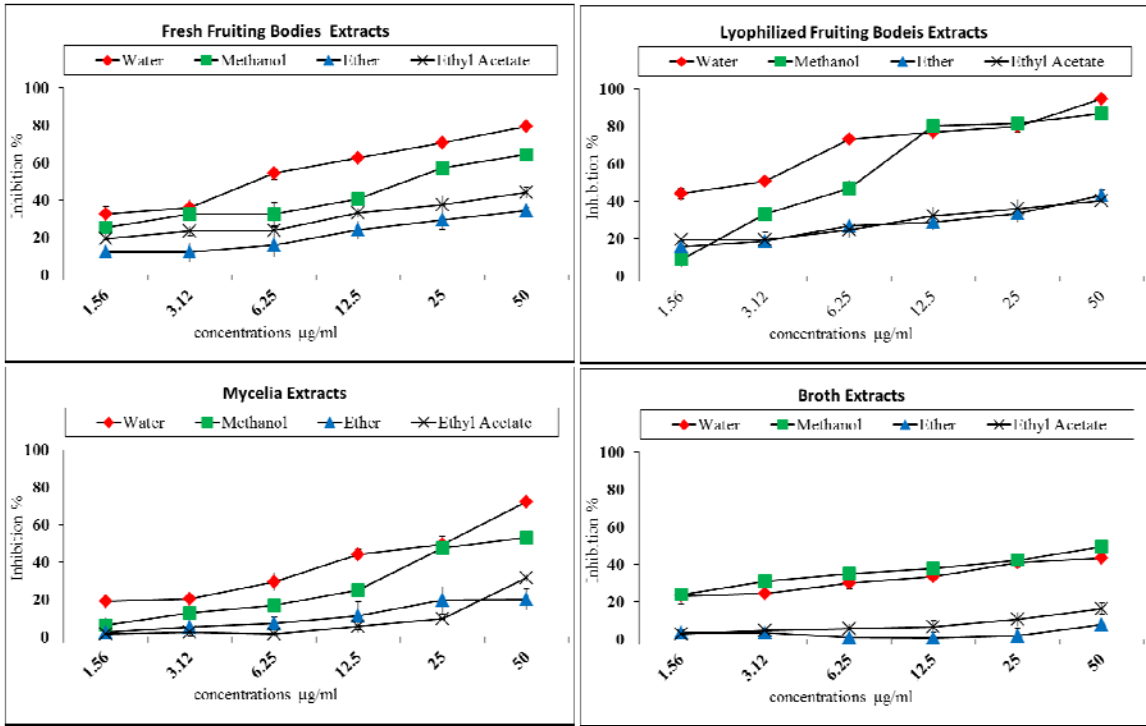 Fresh Fruiting Bodies Extracts
Water Methanol Ether Ethyl Acetate
100
80
60
40
20
0
Inhibition %
1.56 3.12 6.25 12.5 25 50
concentrations µg/ml
Lyophilized Fruiting Bodeis Extracts
Water Methanol Ether Ethyl Acetate
100
80
60
40
20
0
Inhibition %
1.56 3.12 6.25 12.5 25 50
concentrations µg/ml
Mycelia Extracts
Water Methanol Ether Ethyl Acetate
100
80
60
40
20
0
Inhibition %
1.56 3.12 6.25 12.5 25 50
concentrations µg/ml
Broth Extracts
Water Methanol Ether Ethyl Acetate
100
80
60
40
20
0
Inhibition %
1.56 3.12 6.25 12.5 25 50
concentrations µg/ml